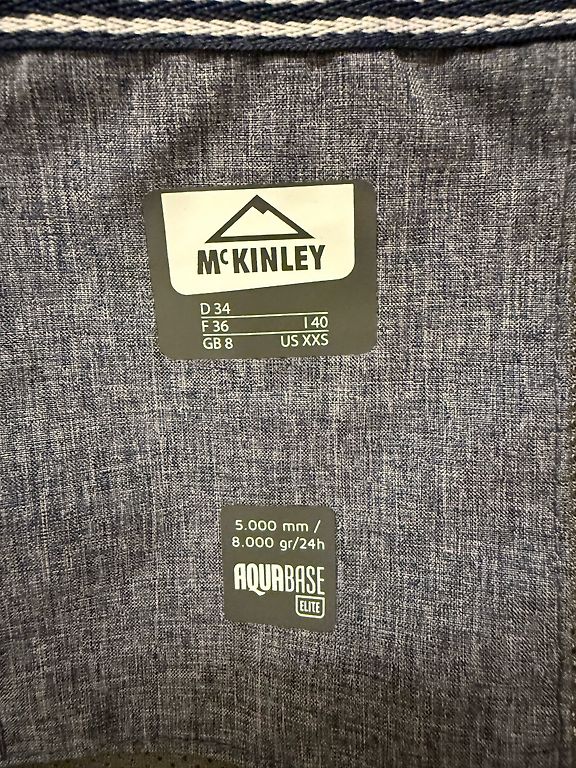 McKINLEY
D 34
F 36 I 40
GB 8 US XXS
5.000 mm /
8.000 gr/24h
AQUABASE
ELITE